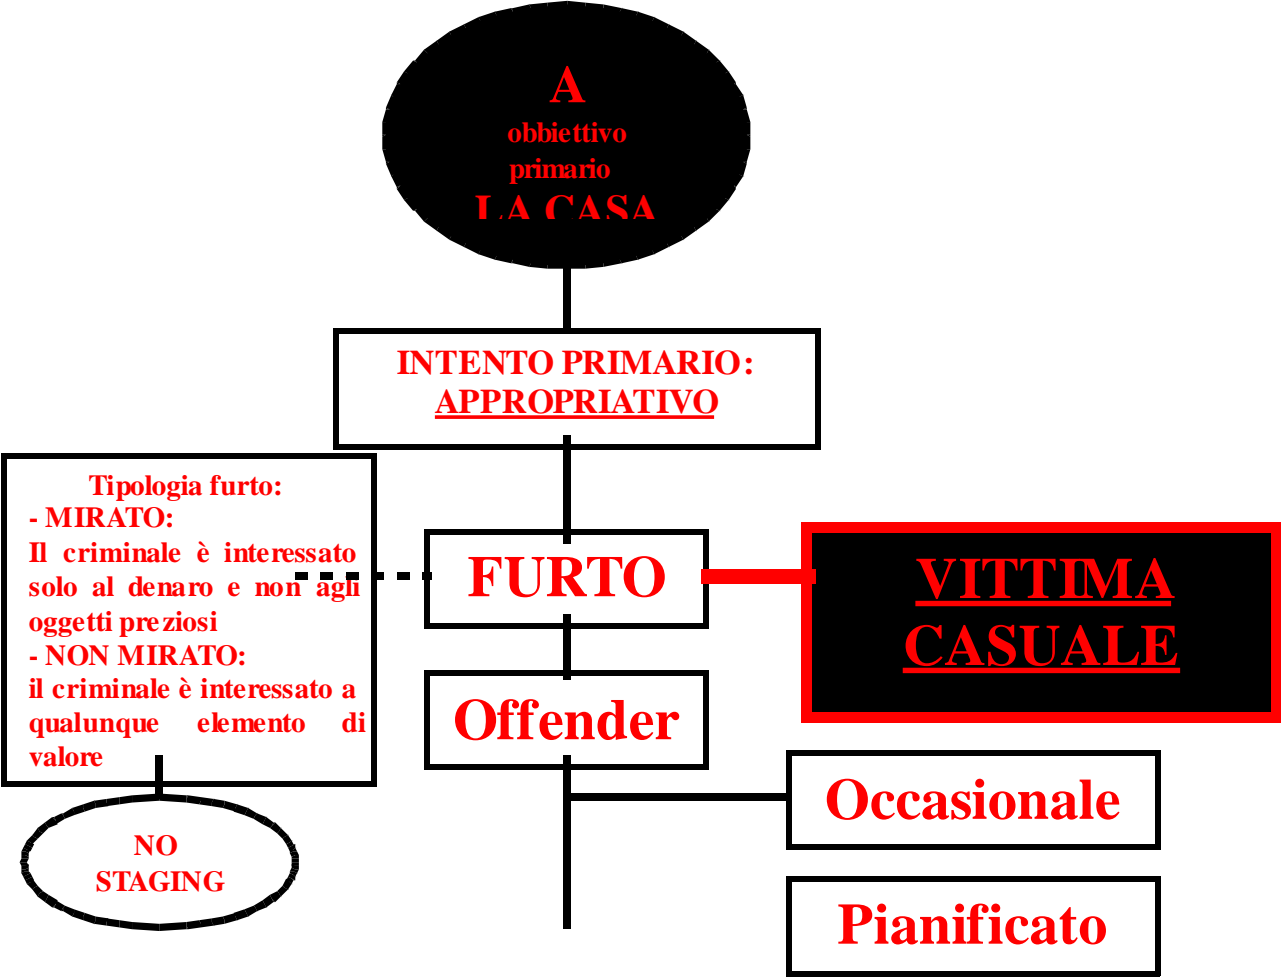 A
obbiettivo
primario
LA CASA
INTENTO PRIMARIO:
APPROPRIATIVO
Tipologia furto:
- MIRATO:
Il criminale è interessato
solo al denaro e non agli
oggetti preziosi
- NON MIRATO:
il criminale è interessato a
qualunque elemento di
valore
NO
STAGING
FURTO
VITTIMA
CASUALE
Offender
Occasionale
Pianificato